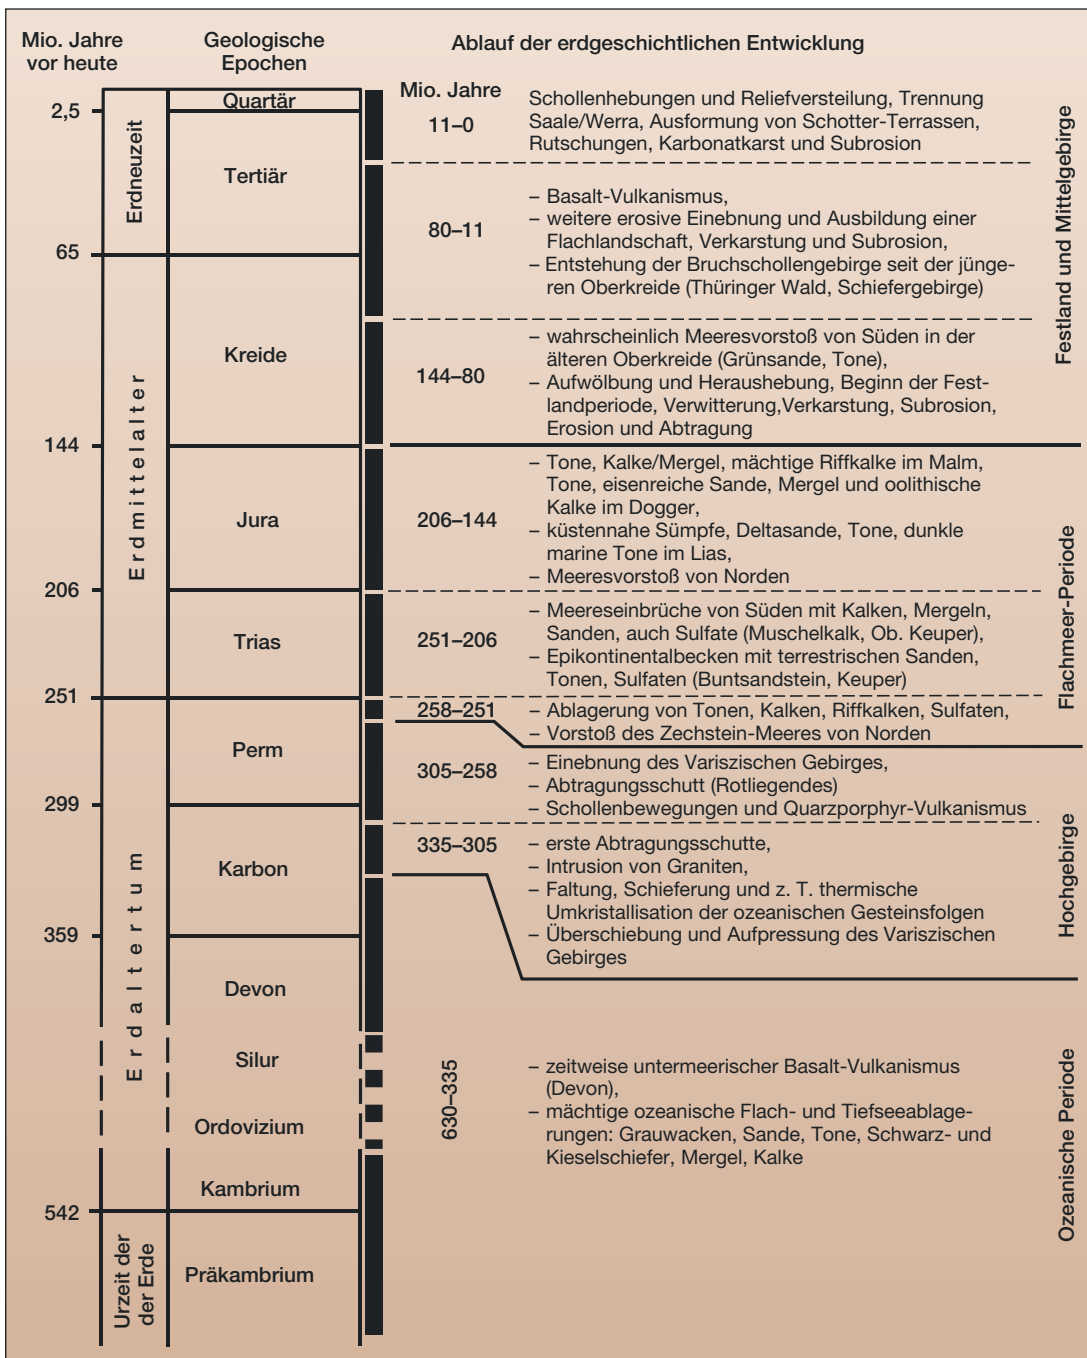 Mio. Jahre
vor heute
Geologische
Epochen
Ablauf der erdgeschichtlichen Entwicklung
2,5
65
144
206
251
299
359
542
Erdneuzeit
Erdmittelalter
Erdaltertum
Urzeit der
der Erde
Quartär
Tertiär
Kreide
Jura
Trias
Perm
Karbon
Devon
Silur
Ordovizium
Kambrium
Präkambrium
Mio. Jahre
11–0
Schollenhebungen und Reliefversteilung, Trennung
Saale/Werra, Ausformung von Schotter-Terrassen,
Rutschungen, Karbonatkarst und Subrosion
80–11
– Basalt-Vulkanismus,
– weitere erosive Einebnung und Ausbildung einer
Flachlandschaft, Verkarstung und Subrosion,
– Entstehung der Bruchschollengebirge seit der jünge-
ren Oberkreide (Thüringer Wald, Schiefergebirge)
144–80
– wahrscheinlich Meeresvorstoß von Süden in der
älteren Oberkreide (Grünsande, Tone),
– Aufwölbung und Heraushebung, Beginn der Fest-
landperiode, Verwitterung,Verkarstung, Subrosion,
Erosion und Abtragung
206–144
– Tone, Kalke/Mergel, mächtige Riffkalke im Malm,
Tone, eisenreiche Sande, Mergel und oolithische
Kalke im Dogger,
– küstennahe Sümpfe, Deltasande, Tone, dunkle
marine Tone im Lias,
– Meeresvorstoß von Norden
251–206
– Meereseinbrüche von Süden mit Kalken, Mergeln,
Sanden, auch Sulfate (Muschelkalk, Ob. Keuper),
– Epikontinentalbecken mit terrestrischen Sanden,
Tonen, Sulfaten (Buntsandstein, Keuper)
258–251
– Ablagerung von Tonen, Kalken, Riffkalken, Sulfaten,
– Vorstoß des Zechstein-Meeres von Norden
305–258
– Einebnung des Variszischen Gebirges,
– Abtragungsschutt (Rotliegendes)
– Schollenbewegungen und Quarzporphyr-Vulkanismus
335–305
– erste Abtragungsschutte,
– Intrusion von Graniten,
– Faltung, Schieferung und z. T. thermische
Umkristallisation der ozeanischen Gesteinsfolgen
– Überschiebung und Aufpressung des Variszischen
Gebirges
630–335
– zeitweise untermeerischer Basalt-Vulkanismus
(Devon),
– mächtige ozeanische Flach- und Tiefseeablage-
rungen: Grauwacken, Sande, Tone, Schwarz- und
Kieselschiefer, Mergel, Kalke
Festland und Mittelgebirge
Flachmeer-Periode
Hochgebirge
Ozeanische Periode